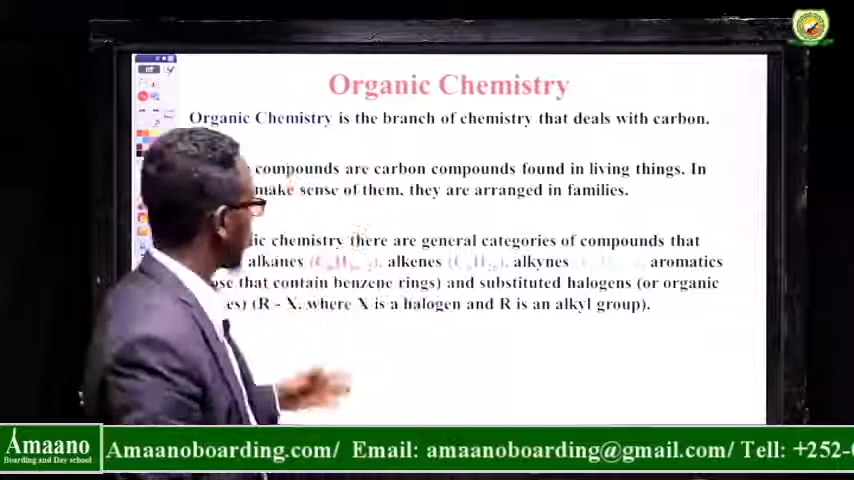 Organic Chemistry
Organic Chemistry is the branch of chemistry that deals with carbon.
compounds are carbon compounds found in living things. In
make sense of them, they are arranged in families.
chemistry there are general categories of compounds that
alkanes alkenes alkynes aromatics
that contain benzene rings) and substituted halogens (or organic
(R - X, where X is a halogen and R is an alkyl group).
Amaano
Boarding and Day school
Amaanoboarding.com/ Email: amaanoboarding@gmail.com/ Tell: +252-